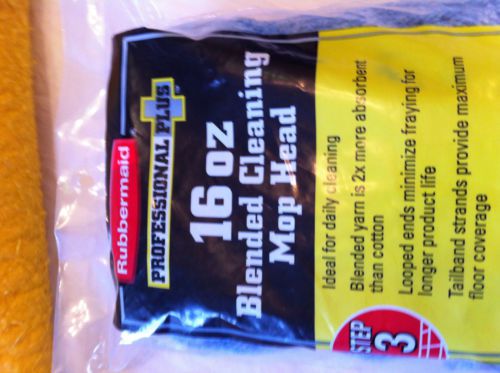 Rubbermaid
PROFESSIONAL PLUS
16 oz
Blended Cleaning
Mop Head
Ideal for daily cleaning
Blended yarn is 2x more absorbent
than cotton
Looped ends minimize fraying for
longer product life
Tailband strands provide maximum
floor coverage
STEP
3